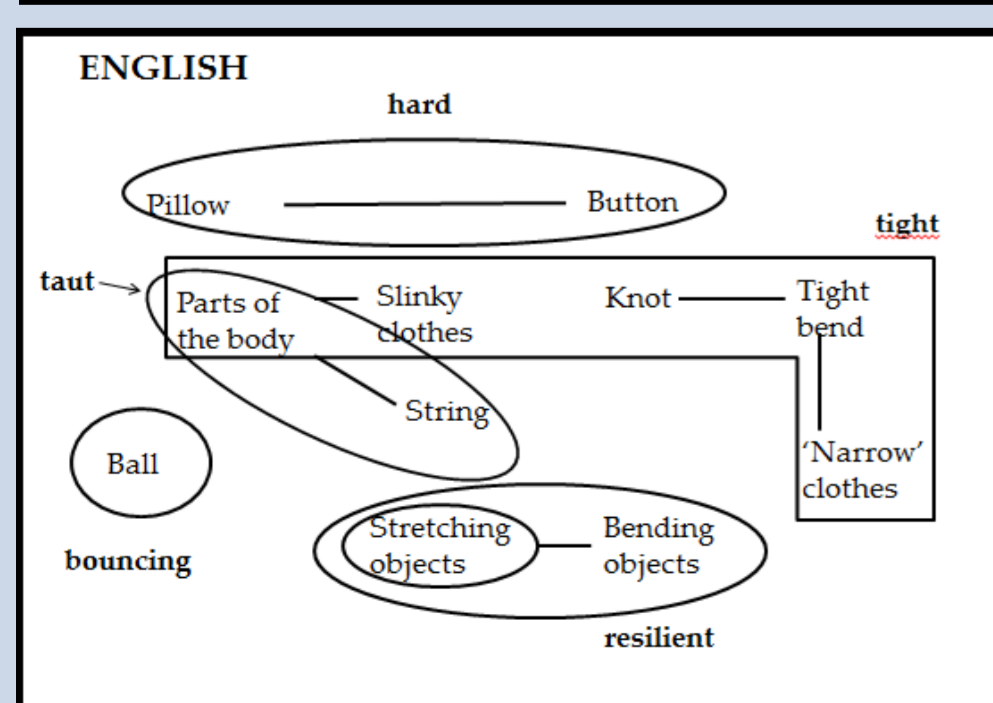 ENGLISH
hard
Pillow
Button
tight
taut
Parts of
the body
Slinky
clothes
Knot
Tight
bend
String
Ball
'Narrow'
clothes
Stretching
objects
Bending
objects
bouncing
resilient